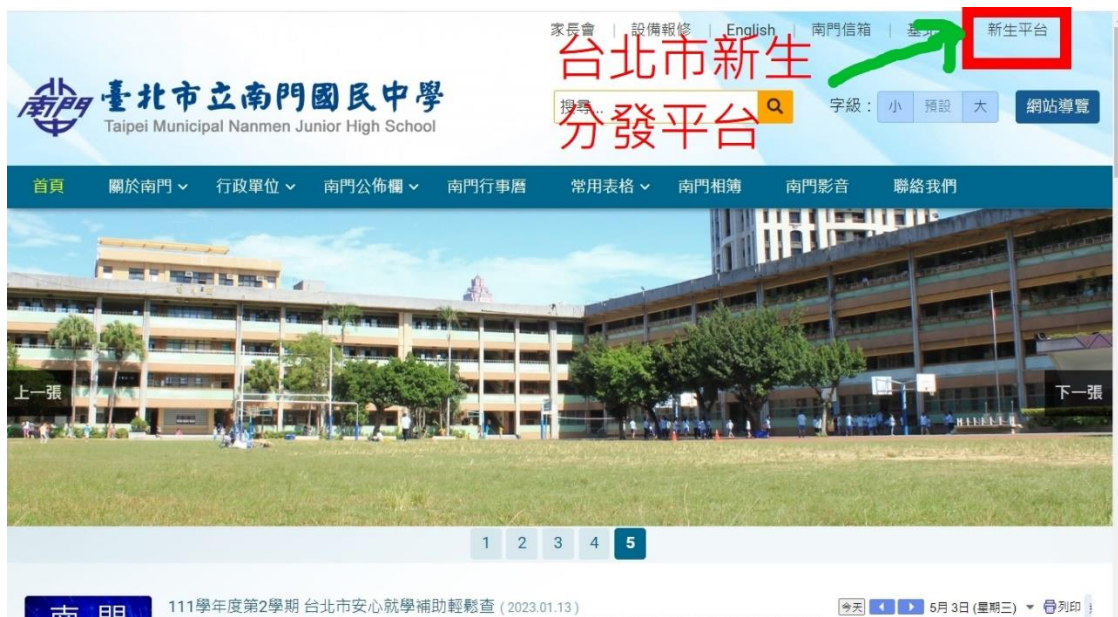 家長會 | 設備報修 | English | 南門信箱 | 基北 新生平台
台北市新生
分發平台
南門
臺北市立南門國民中學
Taipei Municipal Nanmen Junior High School
搜尋...
字級：小 預設 大
網站導覽
首頁 關於南門 行政單位 南門公佈欄 南門行事曆 常用表格 南門相簿 南門影音 聯絡我們
上一張
下一張
1 2 3 4 5
南門
111學年度第2學期 台北市安心就學補助輕鬆查 (2023.01.13)
今天 5月 3日 (星期三) 列印